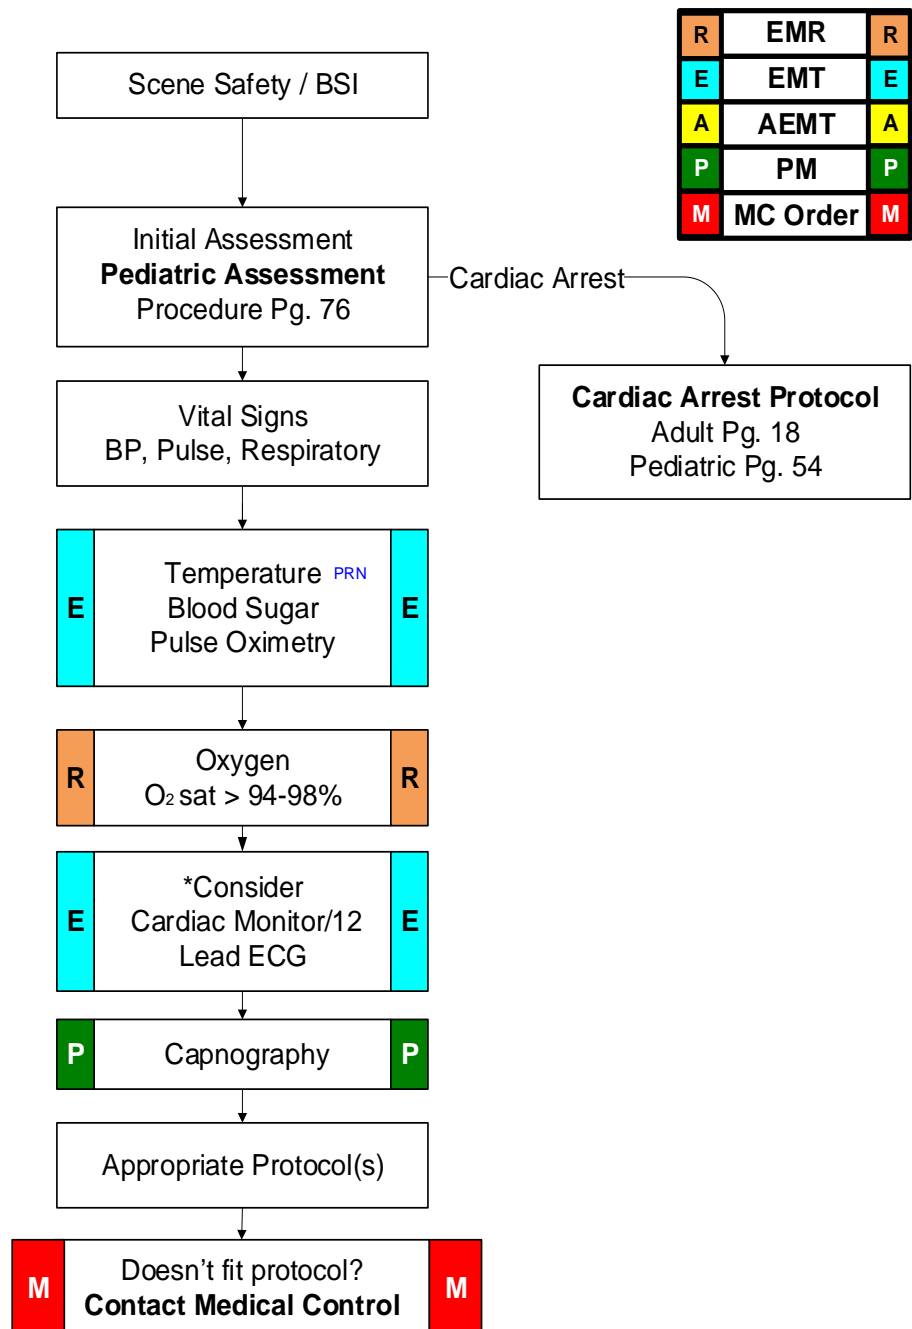 R EMR R
E EMT E
A AEMT A
P PM P
M MC Order M
Scene Safety / BSI
Initial Assessment
Pediatric Assessment
Procedure Pg. 76
Cardiac Arrest
Cardiac Arrest Protocol
Adult Pg. 18
Pediatric Pg. 54
Vital Signs
BP, Pulse, Respiratory
Temperature PRN
E Blood Sugar E
Pulse Oximetry
Oxygen
R R
O₂ sat > 94-98%
*Consider
E Cardiac Monitor/12 E
Lead ECG
P Capnography P
Appropriate Protocol(s)
Doesn't fit protocol?
M M
Contact Medical Control